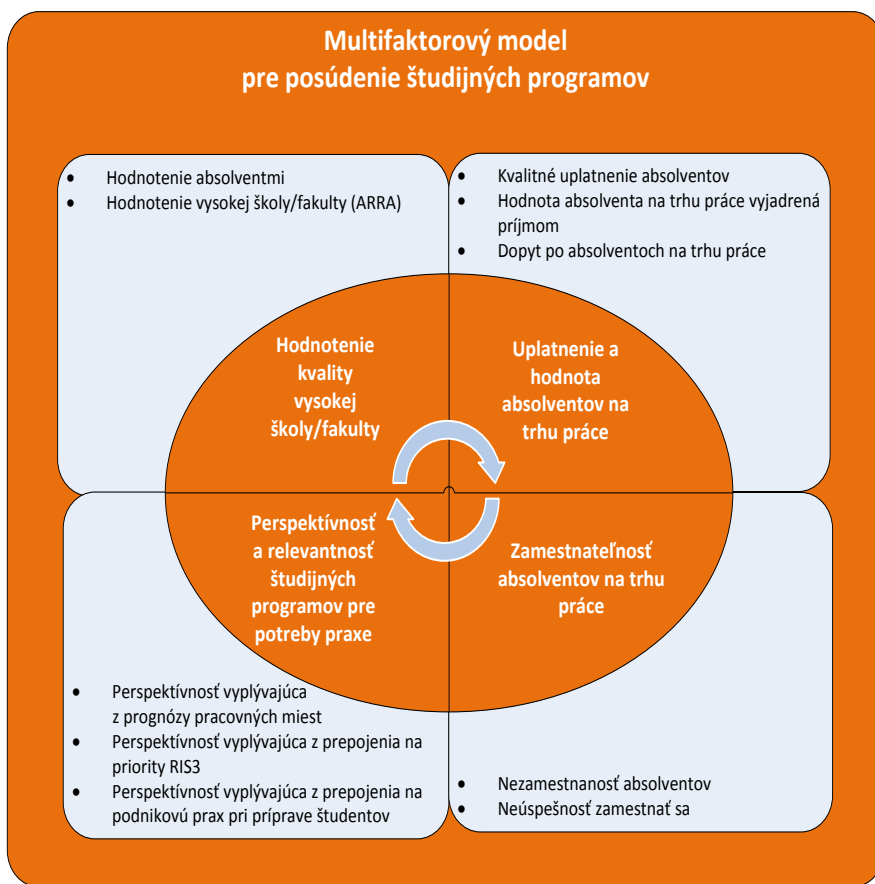 Multifaktorový model
pre posúdenie študijných programov
• Hodnotenie absolventmi
• Hodnotenie vysokej školy/fakulty (ARRA)
• Kvalitné uplatnenie absolventov
• Hodnota absolventa na trhu práce vyjadrená
príjmom
• Dopyt po absolventoch na trhu práce
Hodnotenie
kvality
vysokej
školy/fakulty
Uplatnenie a
hodnota
absolventov na
trhu práce
Perspektívnosť
a relevantnosť
študijných
programov pre
potreby praxe
Zamestnateľnosť
absolventov na trhu
práce
• Perspektívnosť vyplývajúca
z prognózy pracovných miest
• Perspektívnosť vyplývajúca z prepojenia na
priority RIS3
• Perspektívnosť vyplývajúca z prepojenia na
podnikovú prax pri príprave študentov
• Nezamestnanosť absolventov
• Neúspešnosť zamestnať sa